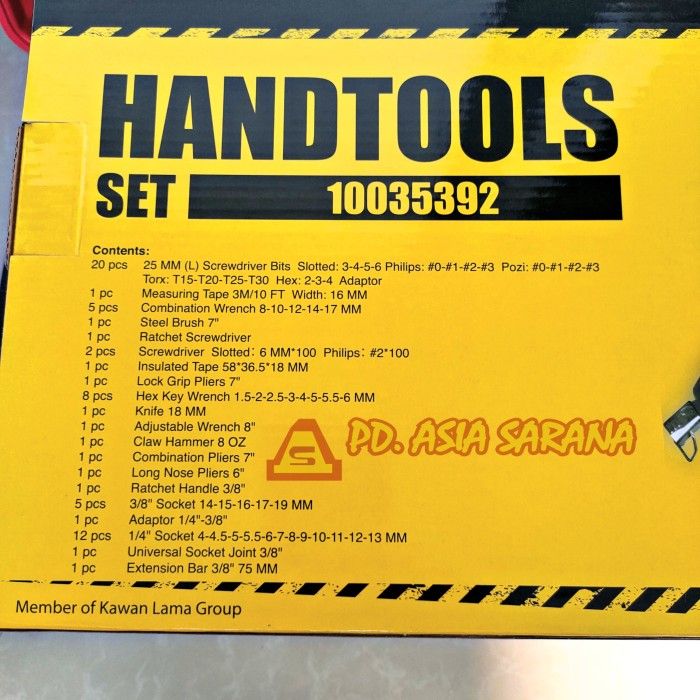 HANDTOOLS
SET 10035392
Contents:
20 pcs 25 MM (L) Screwdriver Bits Slotted: 3-4-5-6 Philips: #0-#1-#2-#3 Pozi: #0-#1-#2-#3
Torx: T15-T20-T25-T30 Hex: 2-3-4 Adaptor
1 pc Measuring Tape 3M/10 FT Width: 16 MM
5 pcs Combination Wrench 8-10-12-14-17 MM
1 pc Steel Brush 7"
1 pc Ratchet Screwdriver
2 pcs Screwdriver Slotted: 6 MM*100 Philips: #2*100
1 pc Insulated Tape 58*36.5*18 MM
1 pc Lock Grip Pliers 7"
8 pcs Hex Key Wrench 1.5-2-2.5-3-4-5-5.5-6 MM
1 pc Knife 18 MM
1 pc Adjustable Wrench 8"
1 pc Claw Hammer 8 OZ
1 pc Combination Pliers 7"
1 pc Long Nose Pliers 6"
1 pc Ratchet Handle 3/8"
5 pcs 3/8" Socket 14-15-16-17-19 MM
1 pc Adaptor 1/4"-3/8"
12 pcs 1/4" Socket 4-4.5-5-5.5-6-7-8-9-10-11-12-13 MM
1 pc Universal Socket Joint 3/8"
1 pc Extension Bar 3/8" 75 MM
AS PD. ASIA SARANA
Member of Kawan Lama Group